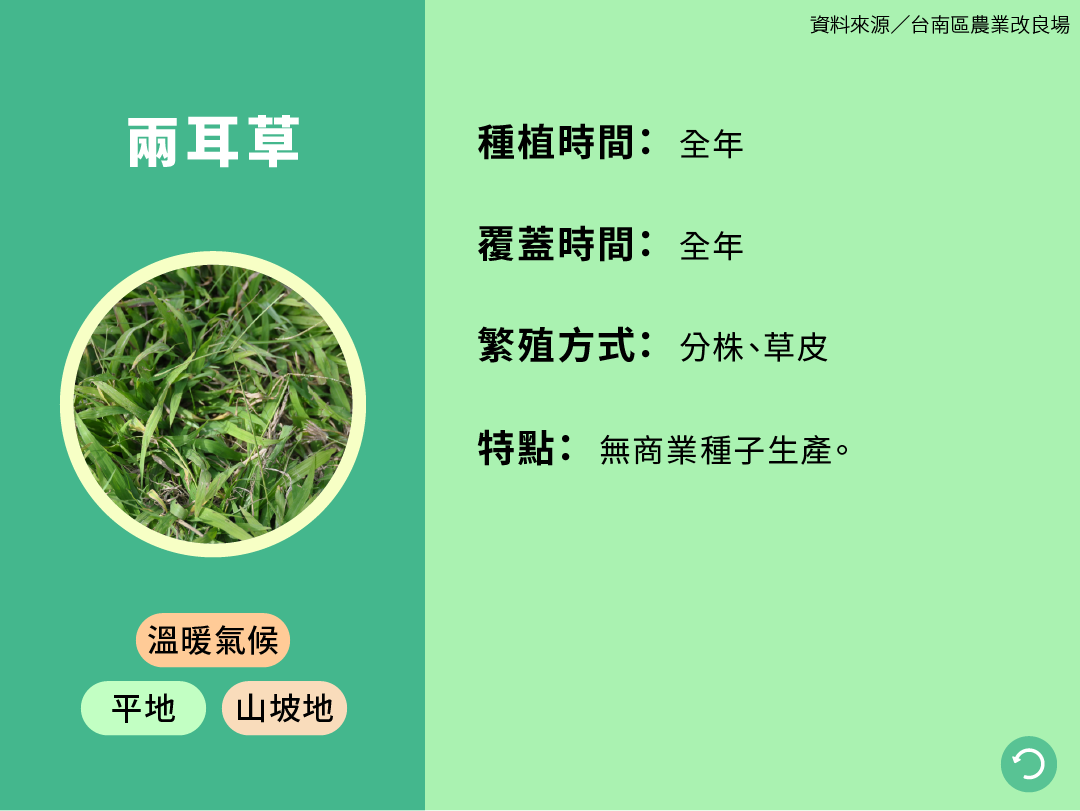 資料來源／台南區農業改良場
兩耳草
溫暖氣候
平地
山坡地
種植時間： 全年
覆蓋時間： 全年
繁殖方式： 分株、草皮
特點： 無商業種子生產。